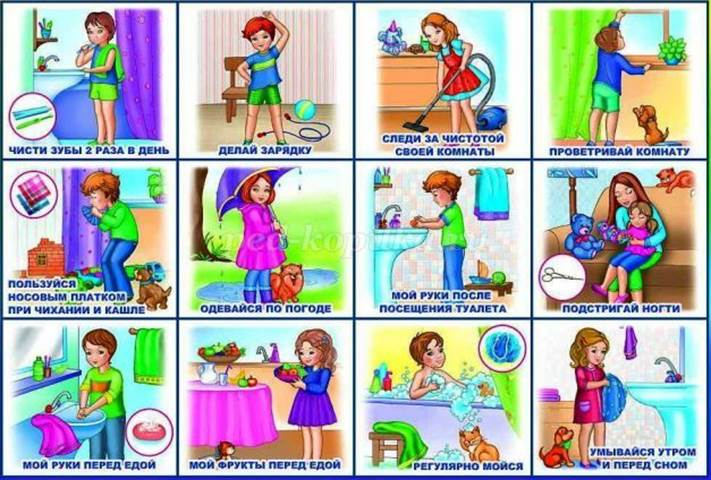 ЧИСТИ ЗУБЫ 2 РАЗА В ДЕНЬ
ДЕЛАЙ ЗАРЯДКУ
СЛЕДИ ЗА ЧИСТОТОЙ
СВОЕЙ КОМНАТЫ
ПРОВЕТРИВАЙ КОМНАТУ
ПОЛЬЗУЙСЯ
НОСОВЫМ ПЛАТКОМ
ПРИ ЧИХАНИИ И КАШЛЕ
ОДЕВАЙСЯ ПО ПОГОДЕ
МОЙ РУКИ ПОСЛЕ
ПОСЕЩЕНИЯ ТУАЛЕТА
ПОДСТРИГАЙ НОГТИ
МОЙ РУКИ ПЕРЕД ЕДОЙ
МОЙ ФРУКТЫ ПЕРЕД ЕДОЙ
РЕГУЛЯРНО МОЙСЯ
УМЫВАЙСЯ УТРОМ
И ПЕРЕД СНОМ